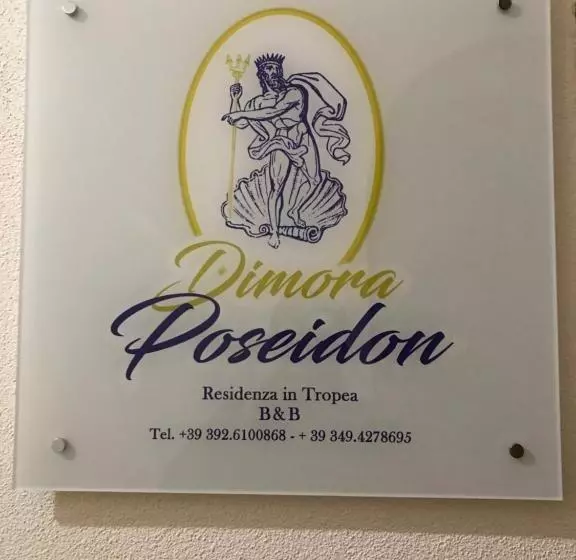 Dimora
Poseidon
Residenza in Tropea
B & B
Tel. +39 392.6100868 - + 39 349.4278695